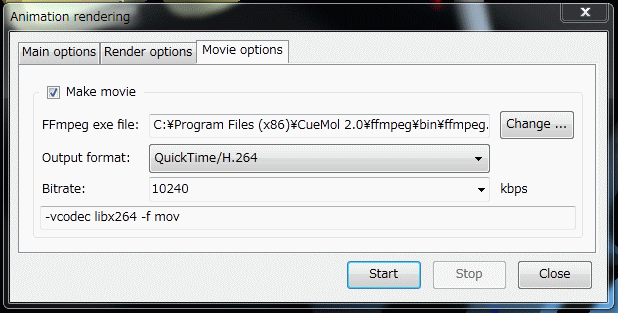 Animation rendering
Main options Render options Movie options
Make movie
FFmpeg exe file: C:¥Program Files (x86)¥CueMol 2.0¥ffmpeg¥bin¥ffmpeg. Change ...
Output format: QuickTime/H.264
Bitrate: 10240 kbps
-vcodec libx264 -f mov
Start Stop Close